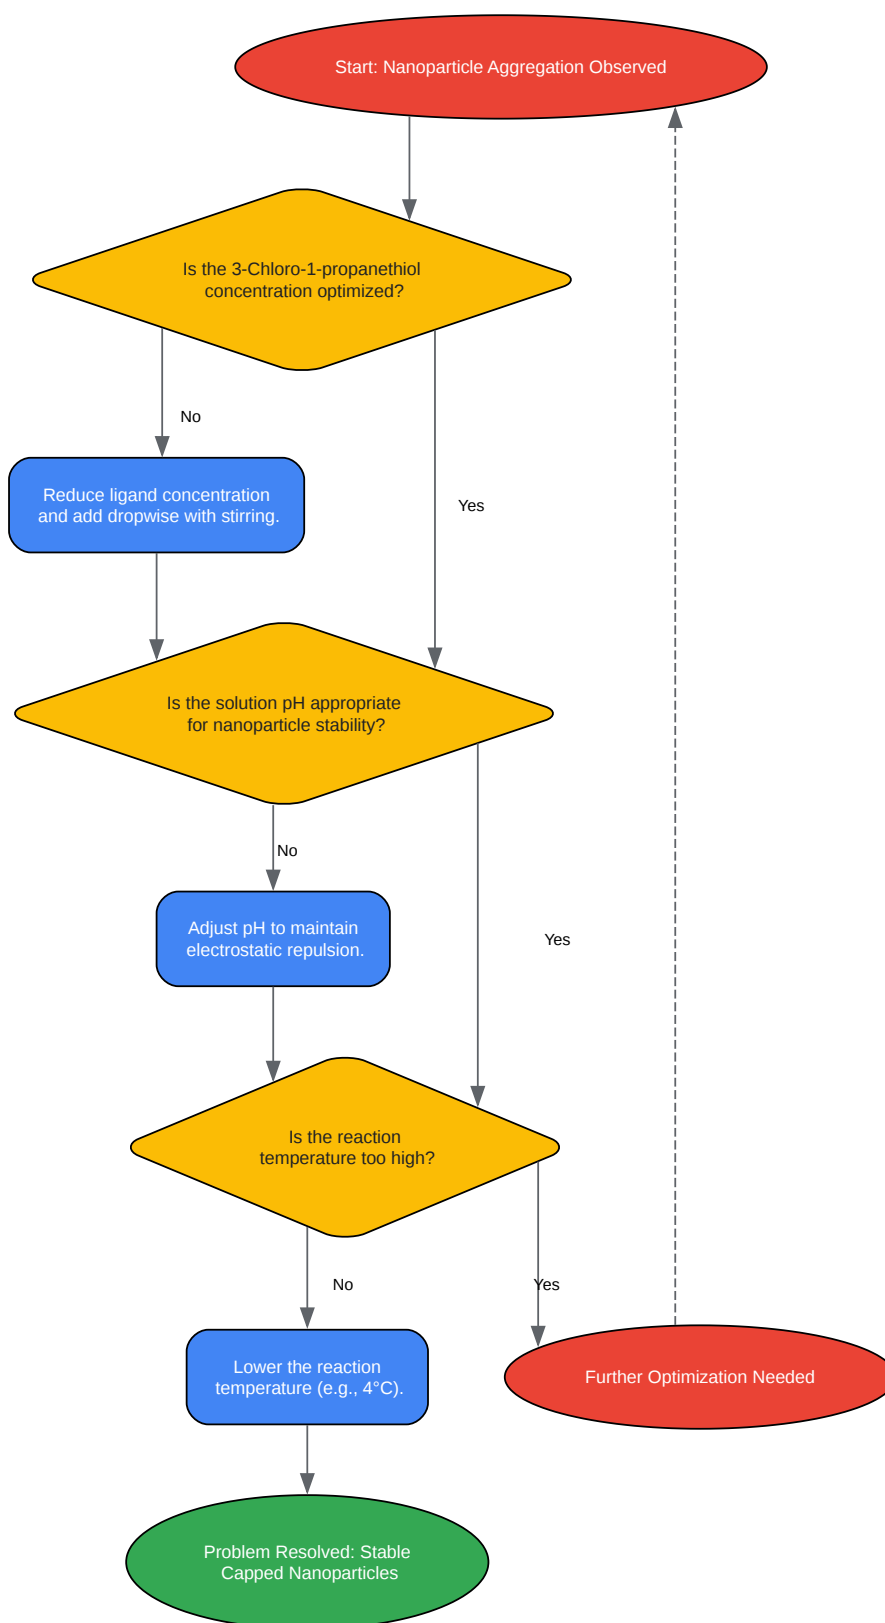 Start: Nanoparticle Aggregation Observed
Is the 3-Chloro-1-propanethiol
concentration optimized?
No
Reduce ligand concentration
and add dropwise with stirring.
Yes
Is the solution pH appropriate
for nanoparticle stability?
No
Adjust pH to maintain
electrostatic repulsion.
Yes
Is the reaction
temperature too high?
No
Yes
Lower the reaction
temperature (e.g., 4°C).
Further Optimization Needed
Problem Resolved: Stable
Capped Nanoparticles